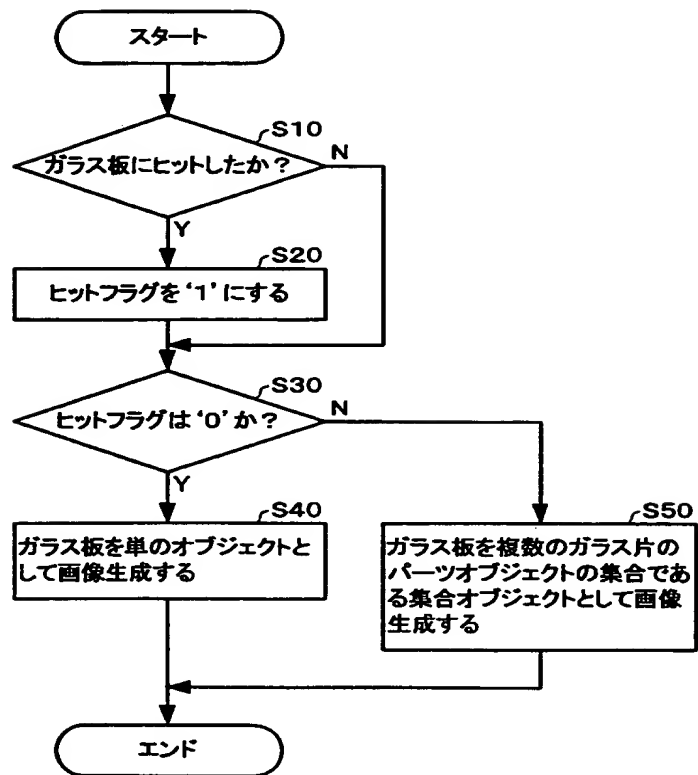 スタート
S10
ガラス板にヒットしたか？
N
Y
S20
ヒットフラグを‘1’にする
S30
ヒットフラグは‘0’か？
N
Y
S40
ガラス板を単のオブジェクトと
して画像生成する
S50
ガラス板を複数のガラス片の
パーツオブジェクトの集合であ
る集合オブジェクトとして画像
生成する
エンド